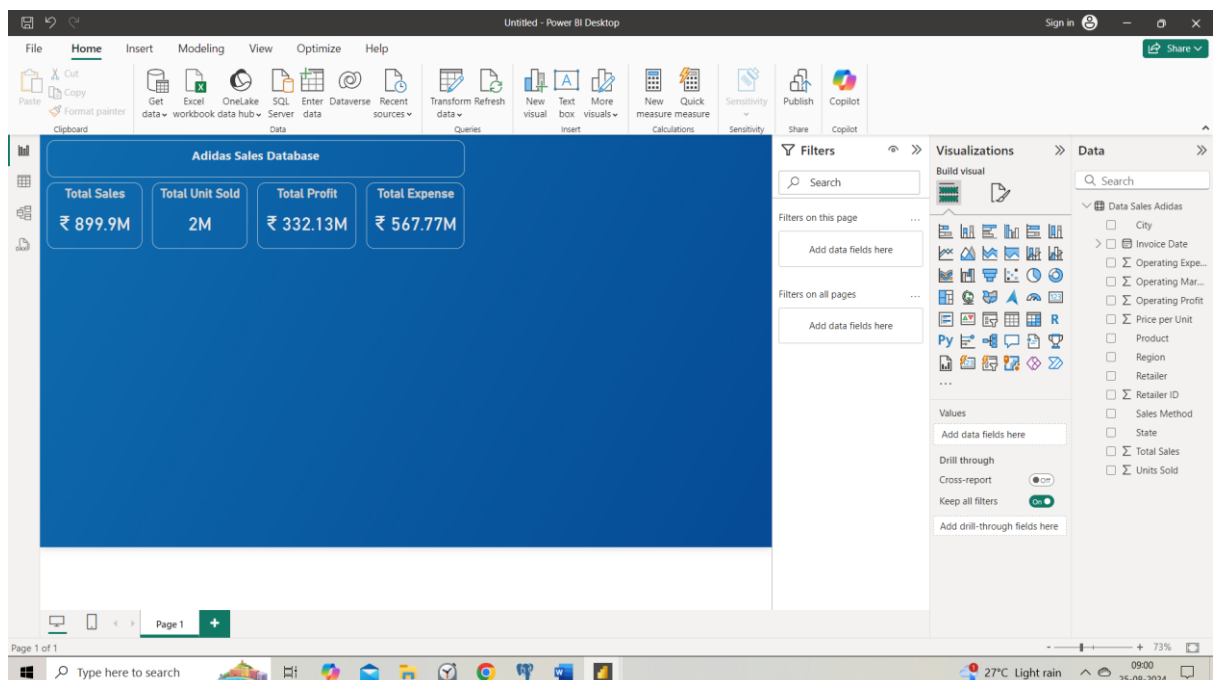 Untitled - Power BI Desktop
Sign in
File Home Insert Modeling View Optimize Help
Share
Paste
Cut
Copy
Format painter
Clipboard
Get data
Excel workbook
OneLake data hub
SQL Server
Enter data
Dataverse
Recent sources
Data
Transform data
Refresh
Queries
New visual
Text box
More visuals
Insert
New measure
Quick measure
Calculations
Sensitivity
Sensitivity
Publish
Share
Copilot
Copilot
Adidas Sales Database
Total Sales
₹ 899.9M
Total Unit Sold
2M
Total Profit
₹ 332.13M
Total Expense
₹ 567.77M
Filters
Search
Filters on this page
...
Add data fields here
Filters on all pages
...
Add data fields here
Visualizations
Build visual
R
Py
...
Values
Add data fields here
Drill through
Cross-report
Off
Keep all filters
On
Add drill-through fields here
Data
Search
Data Sales Adidas
City
Invoice Date
Operating Expe...
Operating Mar...
Operating Profit
Price per Unit
Product
Region
Retailer
Retailer ID
Sales Method
State
Total Sales
Units Sold
Page 1
Page 1 of 1
- + 73%
Type here to search
27°C Light rain
09:00
25-08-2024